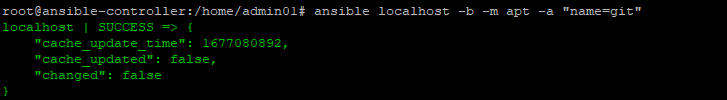 root@ansible-controller:/home/admin01# ansible localhost -b -m apt -a "name=git"
localhost | SUCCESS => {
    "cache_update_time": 1677080892,
    "cache_updated": false,
    "changed": false
}